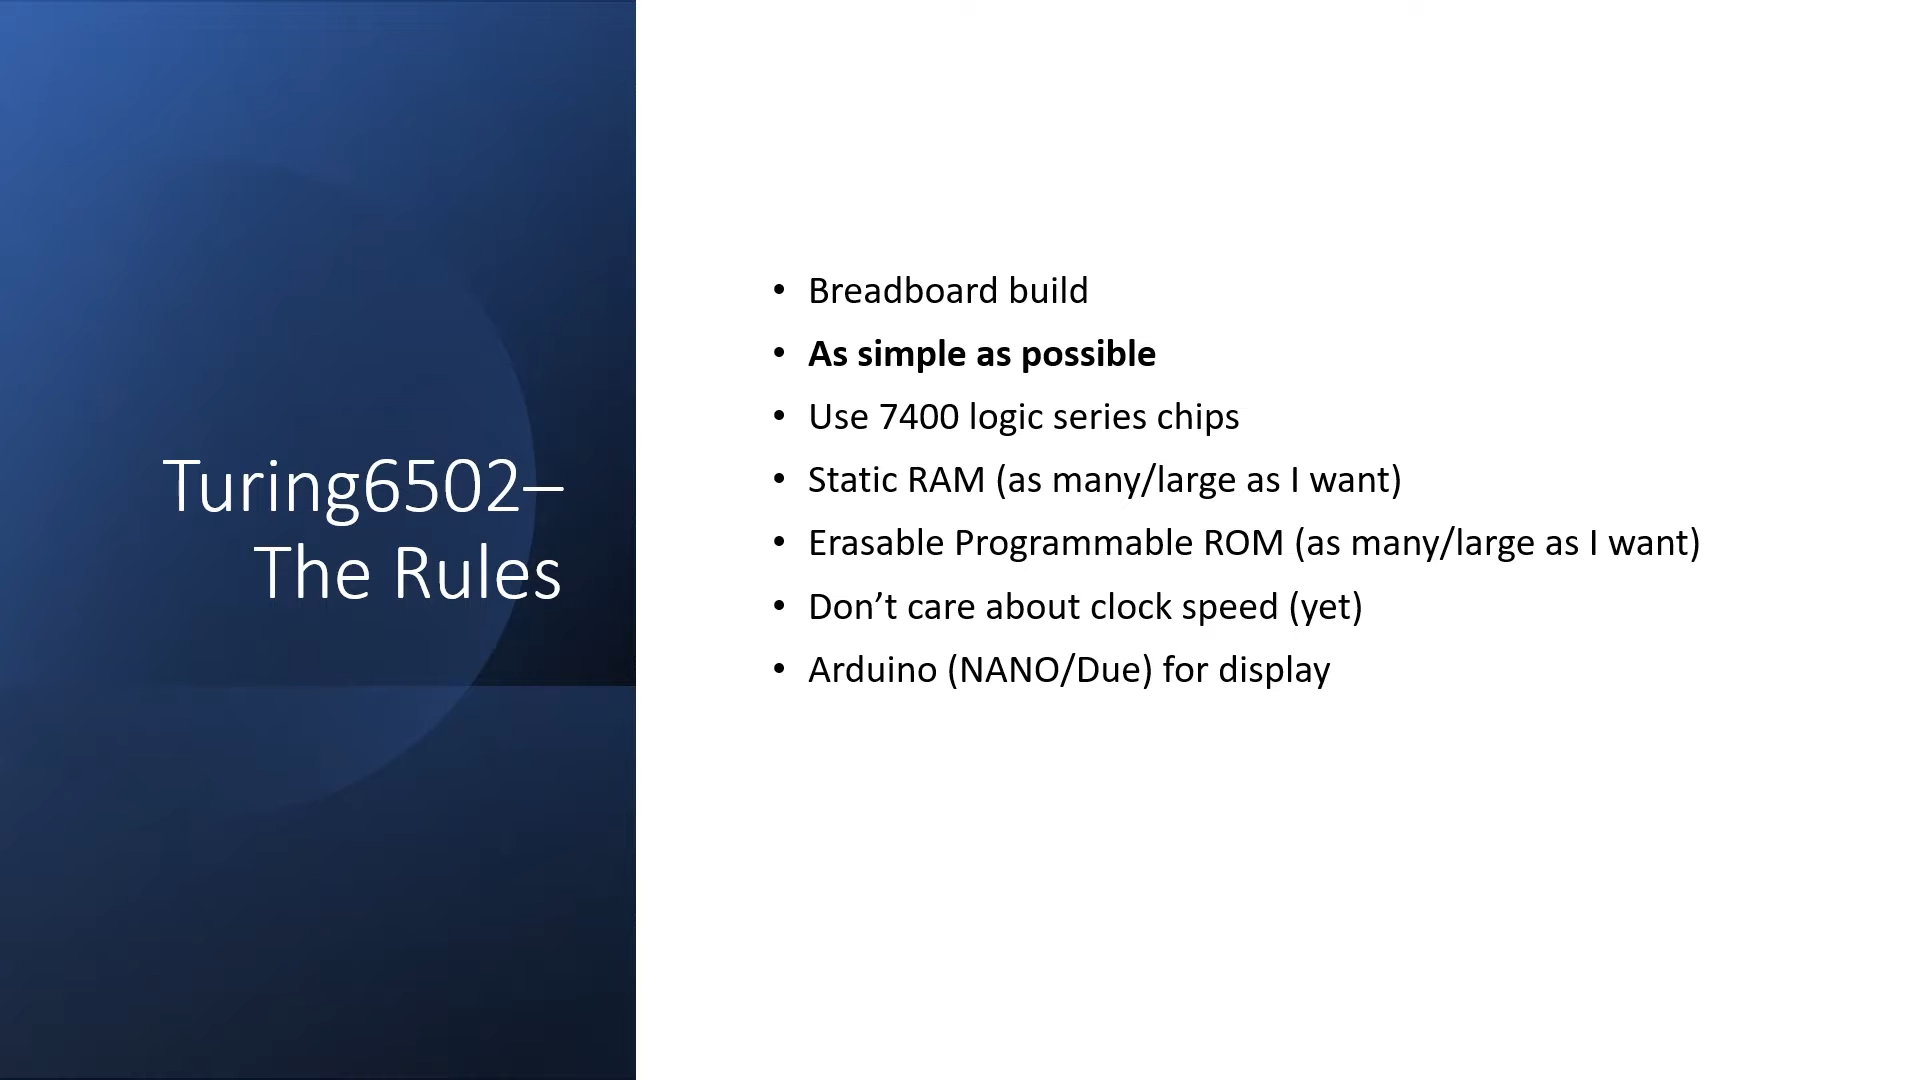 Turing6502–
The Rules
• Breadboard build
• As simple as possible
• Use 7400 logic series chips
• Static RAM (as many/large as I want)
• Erasable Programmable ROM (as many/large as I want)
• Don’t care about clock speed (yet)
• Arduino (NANO/Due) for display